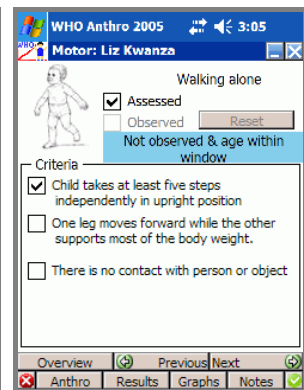 WHO Anthro 2005 3:05
Motor: Liz Kwanza
Walking alone
Assessed
Observed Reset
Not observed & age within
window
Criteria
Child takes at least five steps
independently in upright position
One leg moves forward while the other
supports most of the body weight.
There is no contact with person or object
Overview Previous Next
Anthro Results Graphs Notes